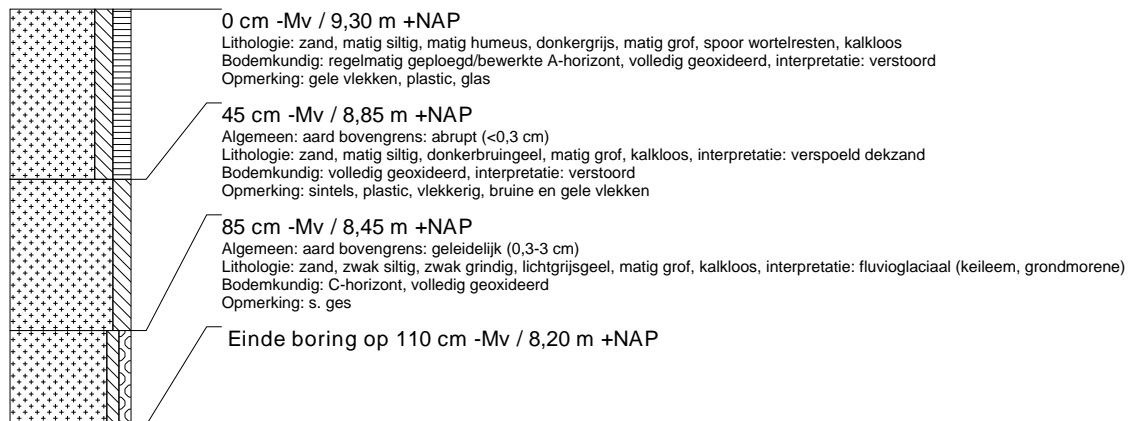 0 cm -Mv / 9,30 m +NAP
Lithologie: zand, matig siltig, matig humeus, donkergrijs, matig grof, spoor wortelresten, kalkloos
Bodemkundig: regelmatig geploegd/bewerkte A-horizont, volledig geoxideerd, interpretatie: verstoord
Opmerking: gele vlekken, plastic, glas
45 cm -Mv / 8,85 m +NAP
Algemeen: aard bovengrens: abrupt (<0,3 cm)
Lithologie: zand, matig siltig, donkerbruingeel, matig grof, kalkloos, interpretatie: verspoeld dekzand
Bodemkundig: volledig geoxideerd, interpretatie: verstoord
Opmerking: sintels, plastic, vlekkerig, bruine en gele vlekken
85 cm -Mv / 8,45 m +NAP
Algemeen: aard bovengrens: geleidelijk (0,3-3 cm)
Lithologie: zand, zwak siltig, zwak grindig, lichtgrijsgeel, matig grof, kalkloos, interpretatie: fluvioglaciaal (keileem, grondmorene)
Bodemkundig: C-horizont, volledig geoxideerd
Opmerking: s. ges
Einde boring op 110 cm -Mv / 8,20 m +NAP